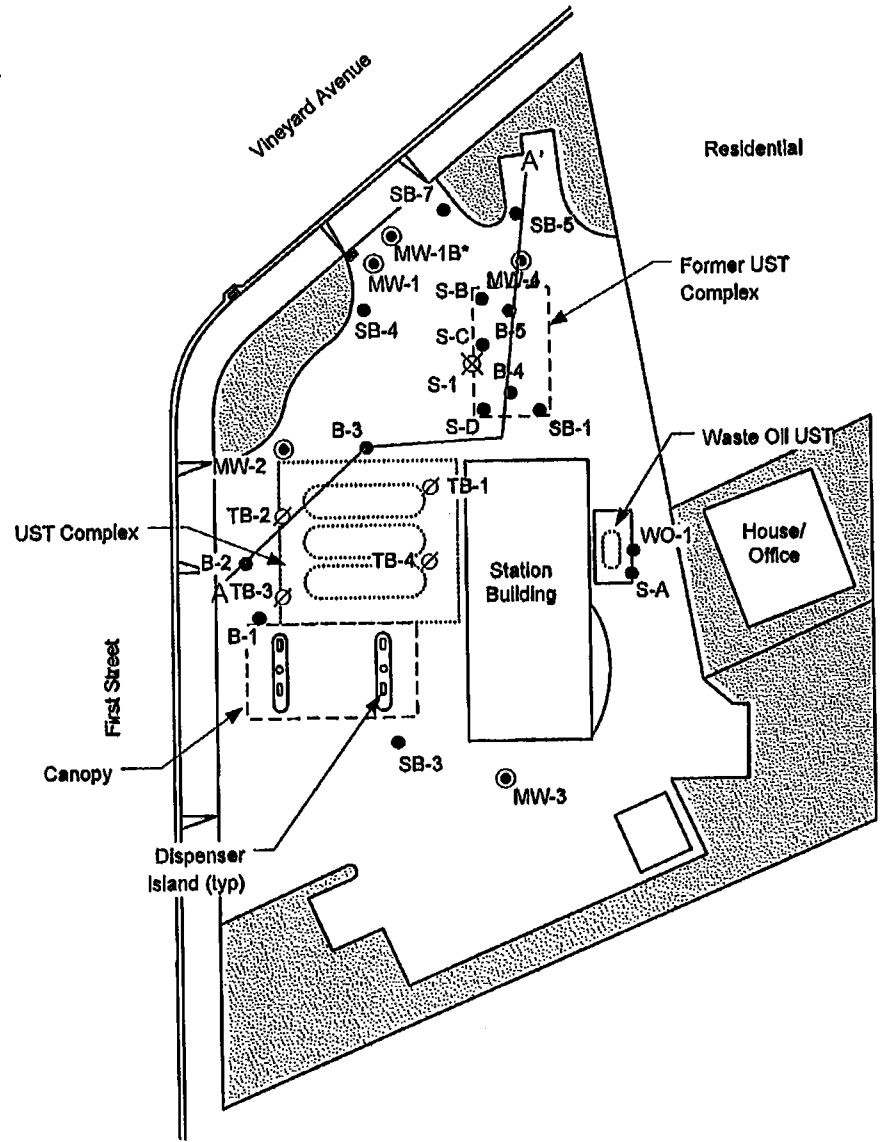 Vineyard Avenue
Residential
A'
SB-7
SB-5
MW-1B*
MW-1
MW-4
Former UST
Complex
S-B
SB-4
B-5
S-C
S-1
B-4
S-D
SB-1
B-3
Waste Oil UST
MW-2
TB-1
TB-2
UST Complex
WO-1
House/
Office
B-2
TB-4
Station
Building
S-A
A
TB-3
B-1
First Street
Canopy
SB-3
MW-3
Dispenser
Island (typ)